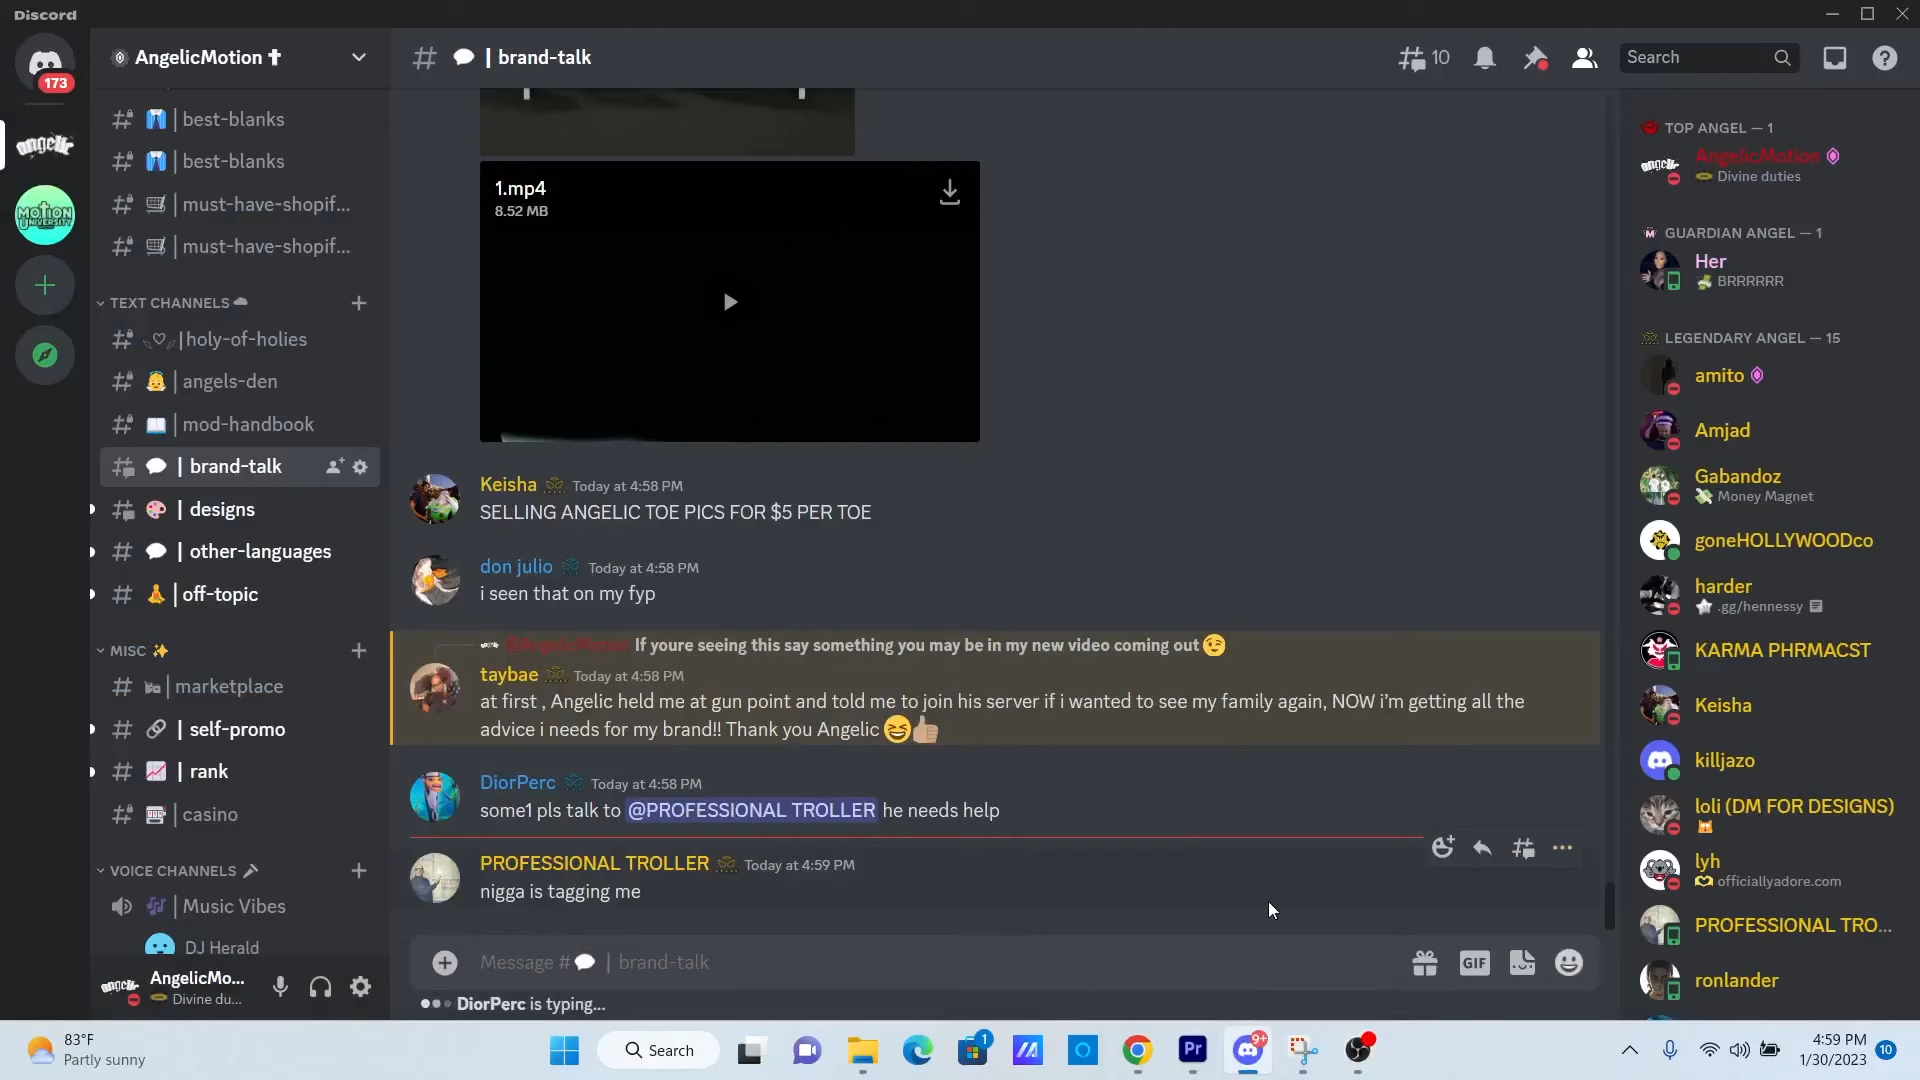 Discord
173
AngelicMotion ✝
| brand-talk
10
Search
angelic
MOTION
UNIVERSITY
| best-blanks
| best-blanks
| must-have-shopif...
| must-have-shopif...
TEXT CHANNELS
| holy-of-holies
| angels-den
| mod-handbook
| brand-talk
| designs
| other-languages
| off-topic
MISC ✨
| marketplace
| self-promo
| rank
| casino
VOICE CHANNELS
| Music Vibes
DJ Herald
AngelicMo...
Divine du...
1.mp4
8.52 MB
Keisha Today at 4:58 PM
SELLING ANGELIC TOE PICS FOR $5 PER TOE
don julio Today at 4:58 PM
i seen that on my fyp
@AngelicMotion If youre seeing this say something you may be in my new video coming out 😉
taybae Today at 4:58 PM
at first , Angelic held me at gun point and told me to join his server if i wanted to see my family again, NOW i'm getting all the
advice i needs for my brand!! Thank you Angelic 😆👍🏽
DiorPerc Today at 4:58 PM
some1 pls talk to @PROFESSIONAL TROLLER he needs help
PROFESSIONAL TROLLER Today at 4:59 PM
nigga is tagging me
Message # 💬 | brand-talk
GIF
DiorPerc is typing...
TOP ANGEL — 1
AngelicMotion
Divine duties
GUARDIAN ANGEL — 1
Her
BRRRRRR
LEGENDARY ANGEL — 15
amito
Amjad
Gabandoz
Money Magnet
goneHOLLYWOODco
harder
.gg/hennessy
KARMA PHRMACST
Keisha
killjazo
loli (DM FOR DESIGNS)
lyh
officiallyadore.com
PROFESSIONAL TRO...
ronlander
83°F
Partly sunny
Search
1
Pr
9+
4:59 PM
1/30/2023
10